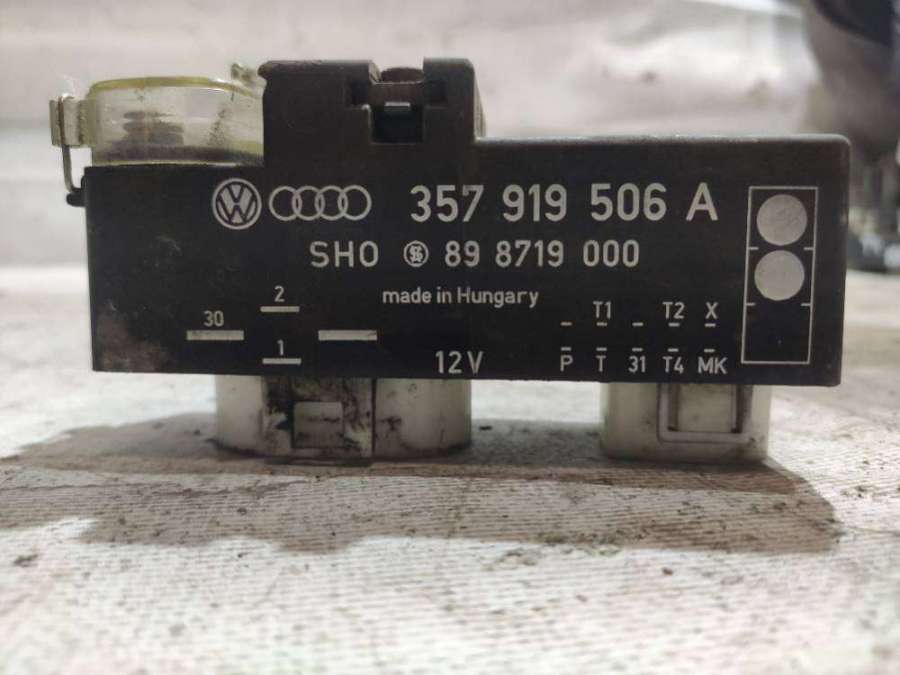 357 919 506 A
SHO 89 8719 000
made in Hungary
2
30
1
12V
T1 T2 X
P T 31 T4 MK